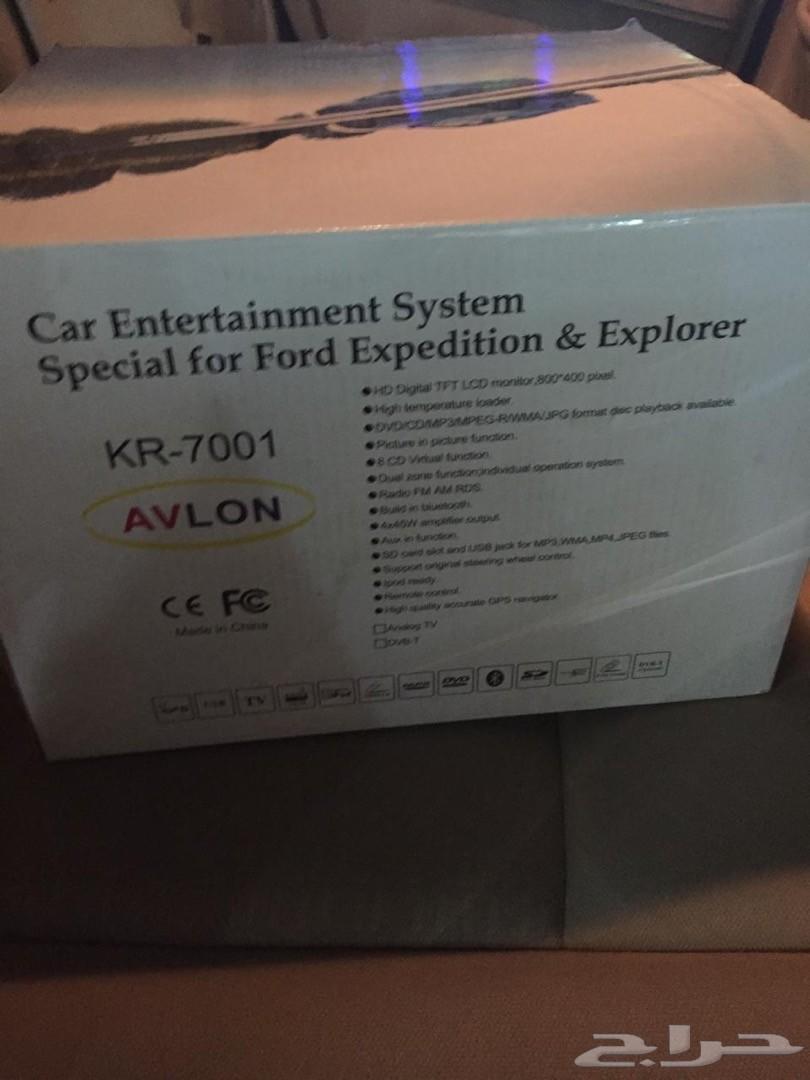 Car Entertainment System
Special for Ford Expedition & Explorer
KR-7001
AVLON
CE FC
Made in China
HD Digital TFT LCD monitor,800*400 pixel.
High temperature loader.
DVD/CD/MP3/MPEG-R/WMA/JPG format disc playback available.
Picture in picture function.
8 CD Virtual function.
Dual zone function;individual operation system.
Radio FM AM RDS.
Build in bluetooth.
4x45W amplifier output.
Aux in function.
SD card slot and USB jack for MP3,WMA,MP4,JPEG files
Support original steering wheel control.
Ipod ready.
Remote control.
High quality accurate GPS navigator
Analog TV
DVB-T
USB TV iPod DVD
حراج